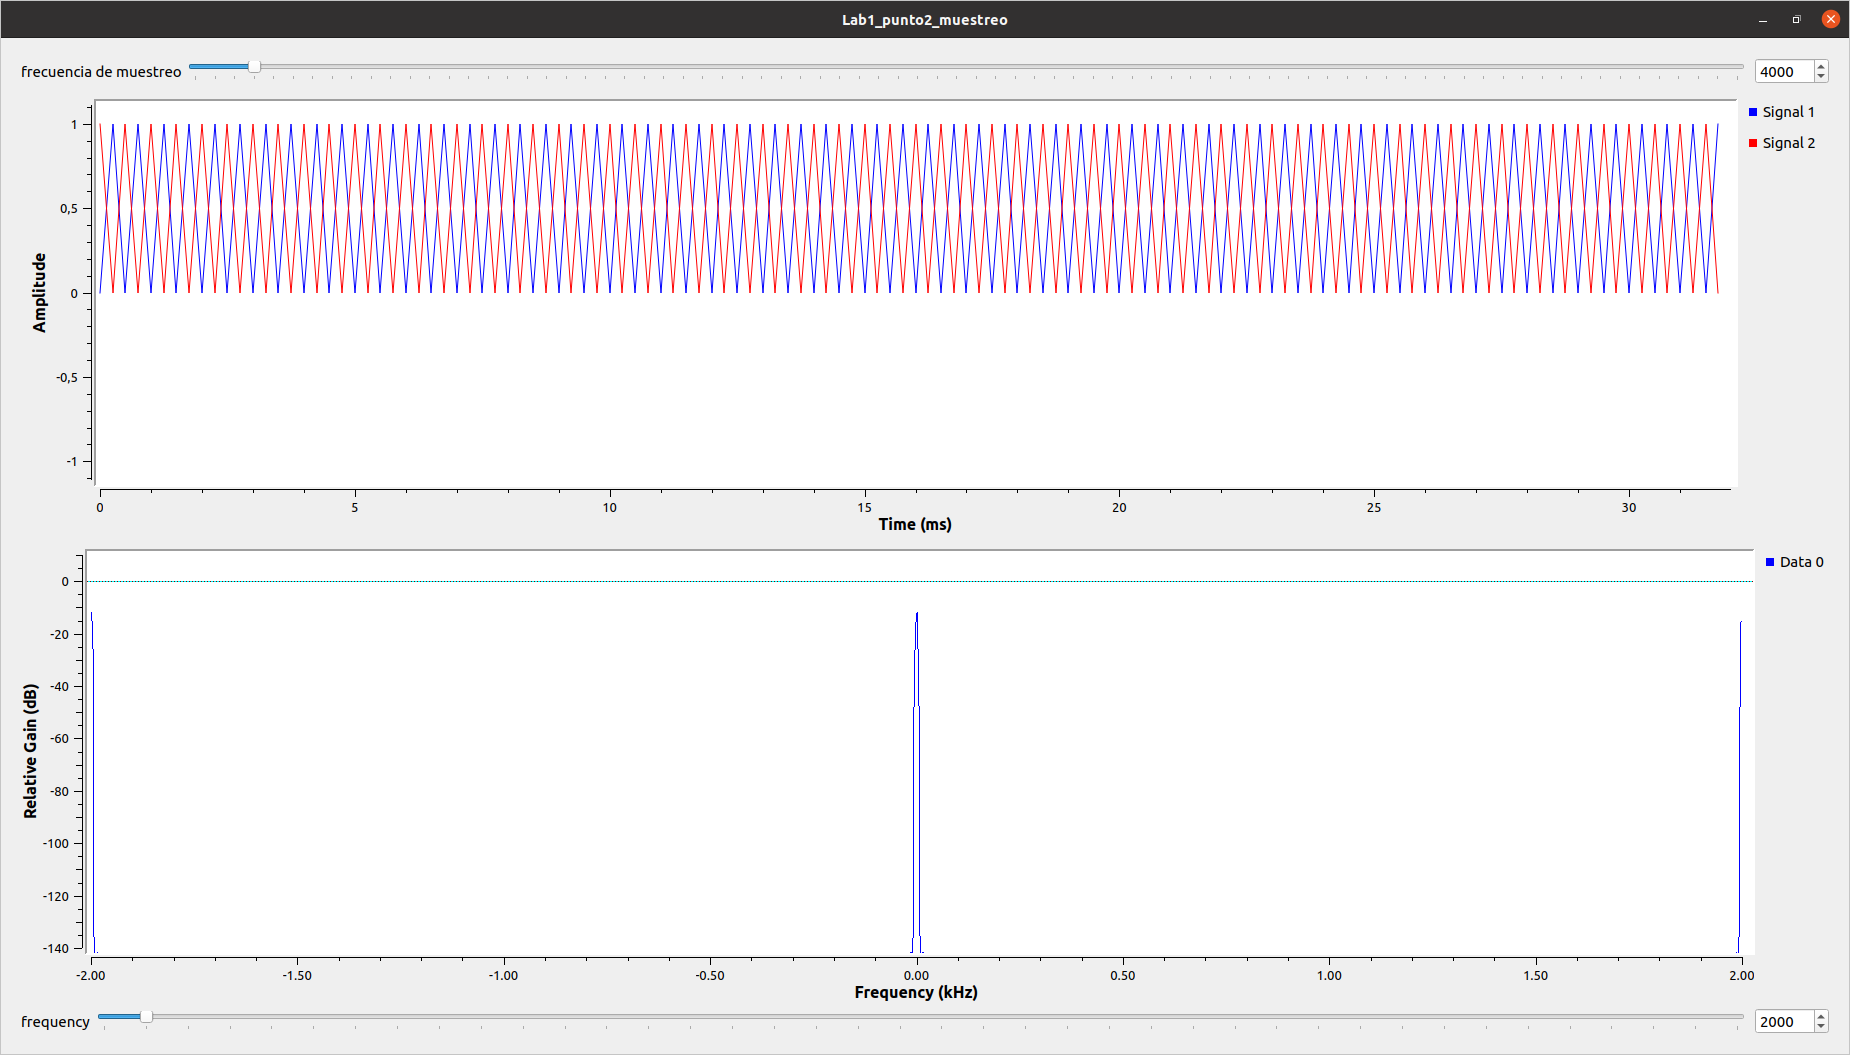 Lab1_punto2_muestreo
frecuencia de muestreo
4000
Signal 1
Signal 2
Amplitude
1
0,5
0
-0,5
-1
0 5 10 15 20 25 30
Time (ms)
Data 0
Relative Gain (dB)
0
-20
-40
-60
-80
-100
-120
-140
-2.00 -1.50 -1.00 -0.50 0.00 0.50 1.00 1.50 2.00
Frequency (kHz)
frequency
2000